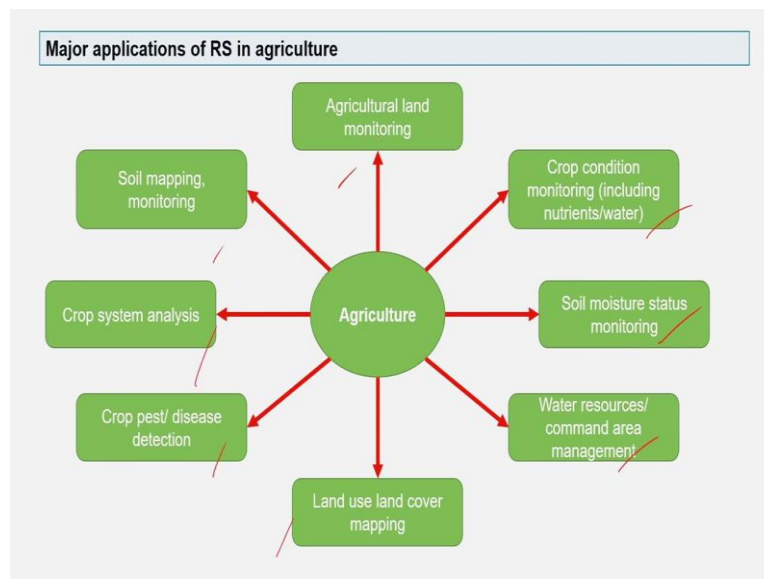 Major applications of RS in agriculture
Agricultural land
monitoring
Soil mapping,
monitoring
Crop condition
monitoring (including
nutrients/water)
Crop system analysis
Agriculture
Soil moisture status
monitoring
Crop pest/ disease
detection
Water resources/
command area
management
Land use land cover
mapping